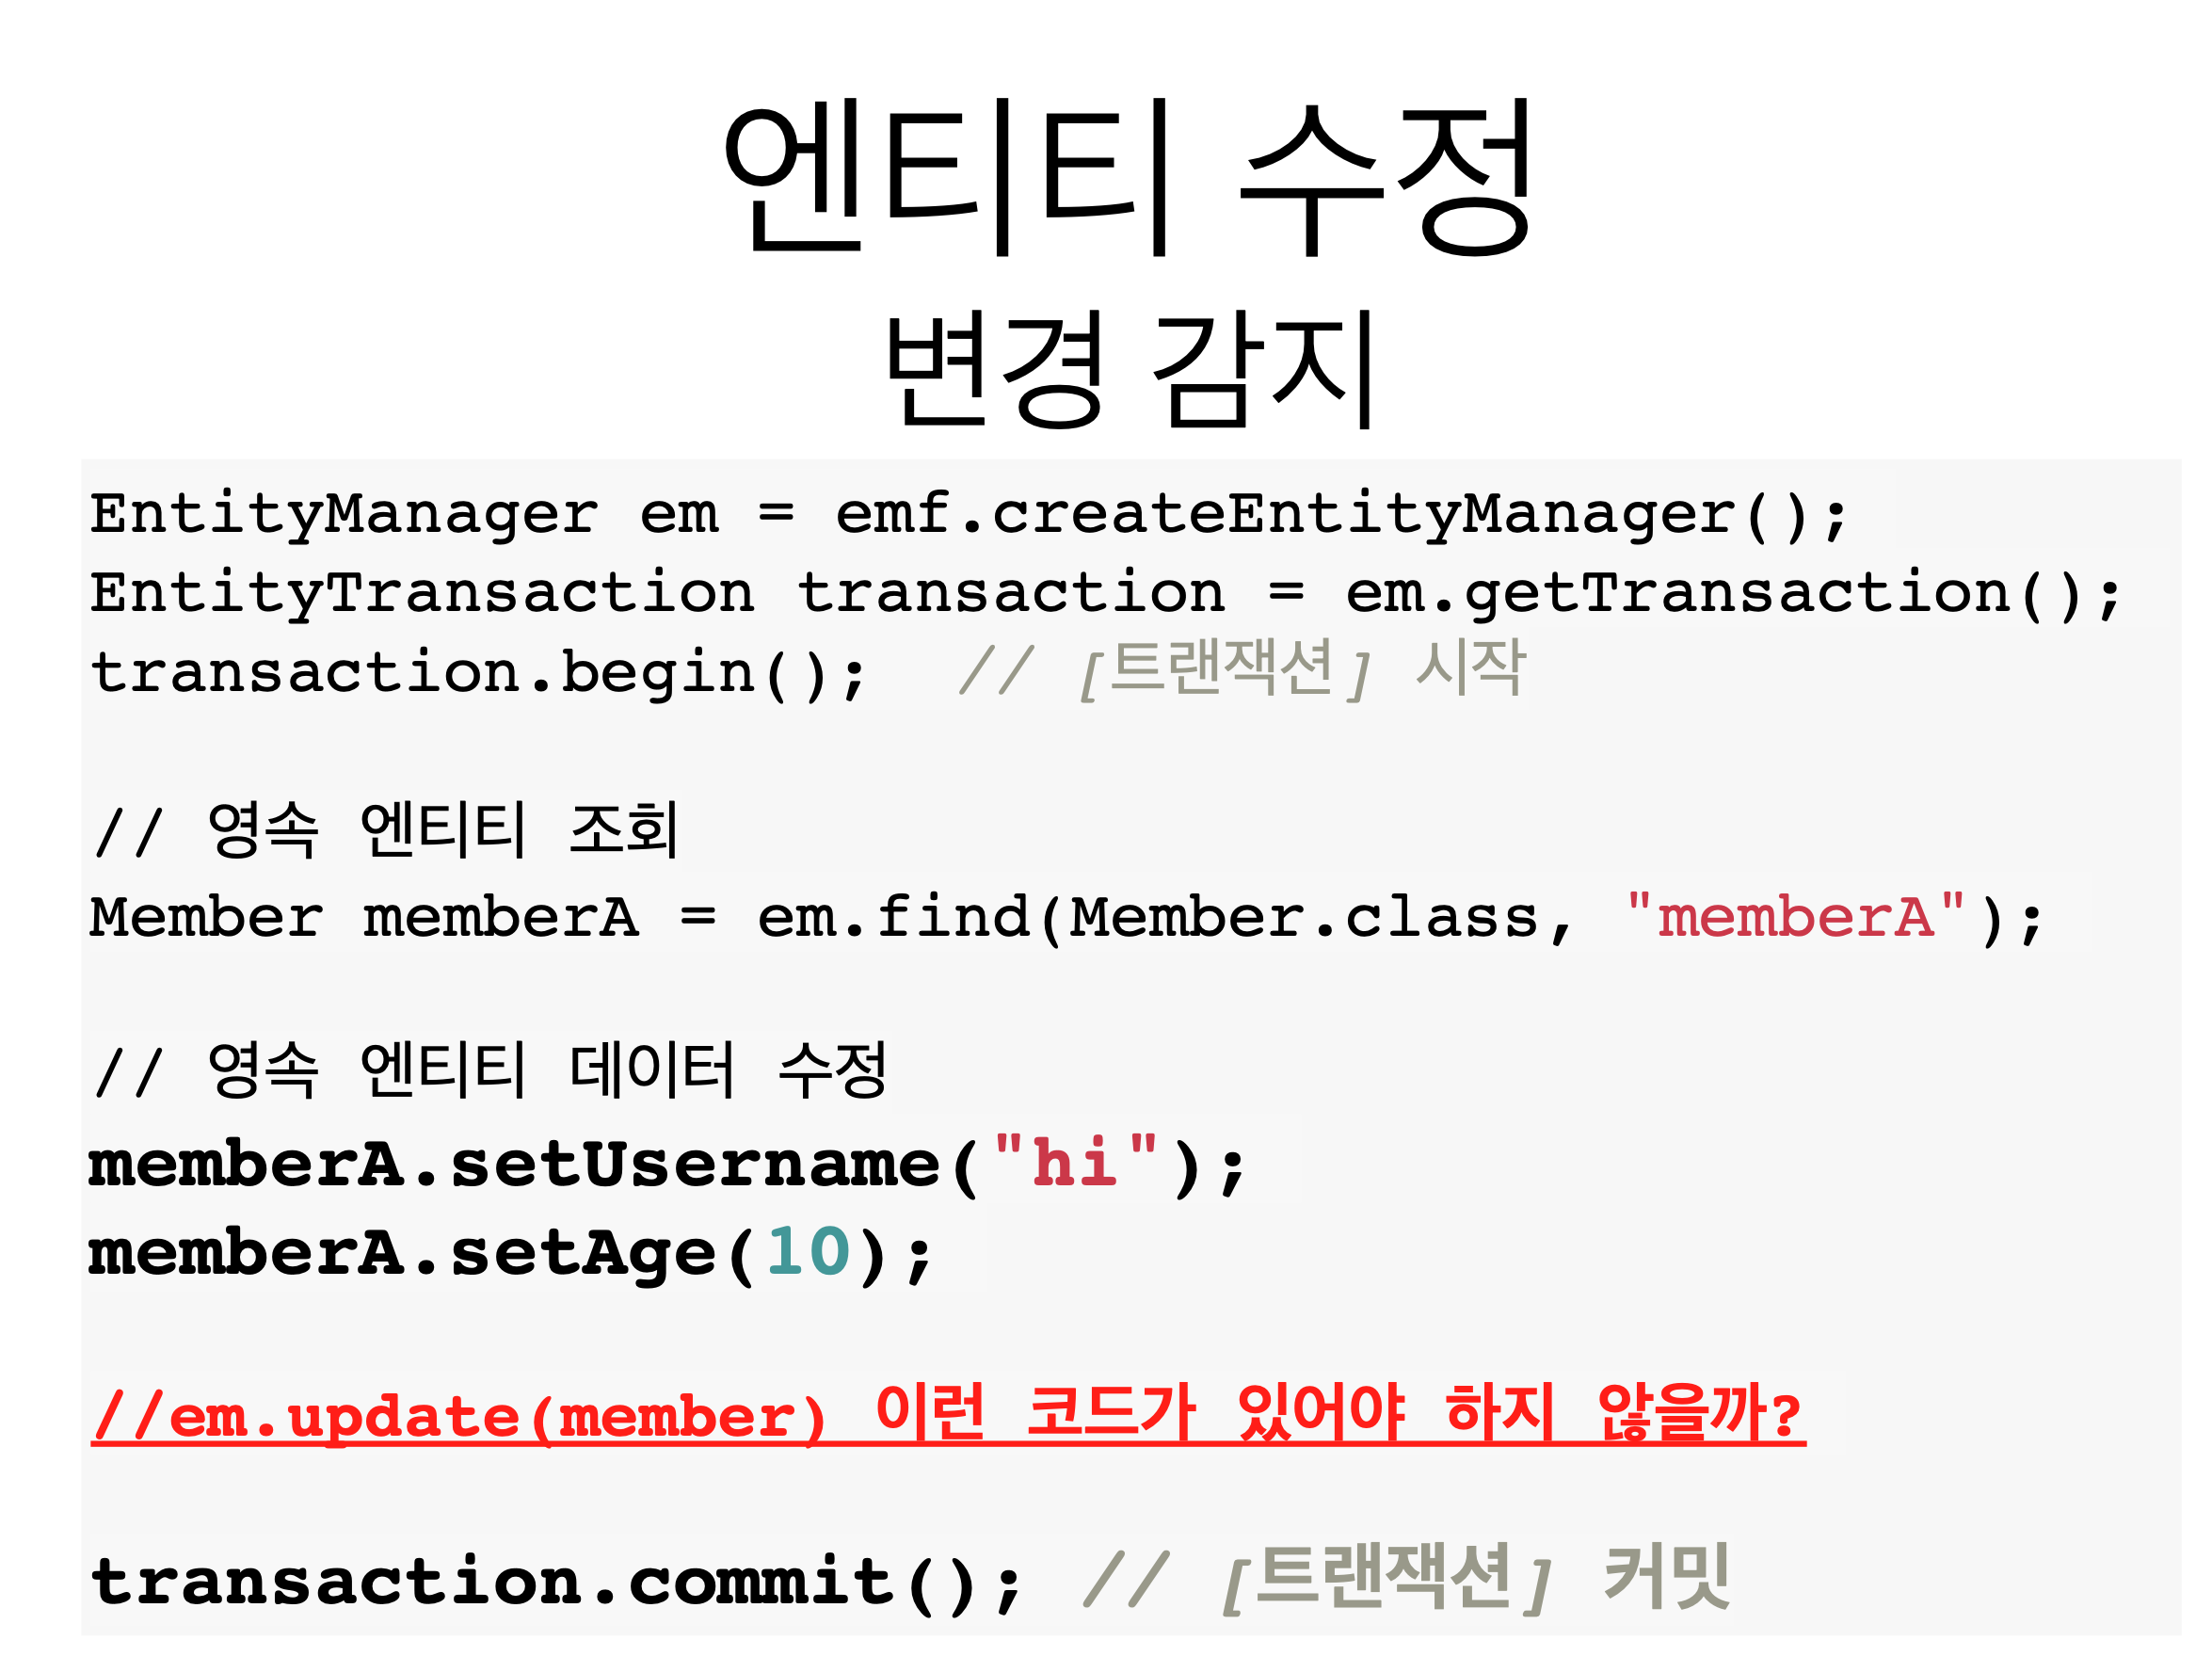 엔티티 수정
변경 감지
EntityManager em = emf.createEntityManager();
EntityTransaction transaction = em.getTransaction();
transaction.begin();  // [트랜잭션] 시작
// 영속 엔티티 조회
Member memberA = em.find(Member.class, "memberA");
// 영속 엔티티 데이터 수정
memberA.setUsername("hi");
memberA.setAge(10);
//em.update(member) 이런 코드가 있어야 하지 않을까?
transaction.commit(); // [트랜잭션] 커밋